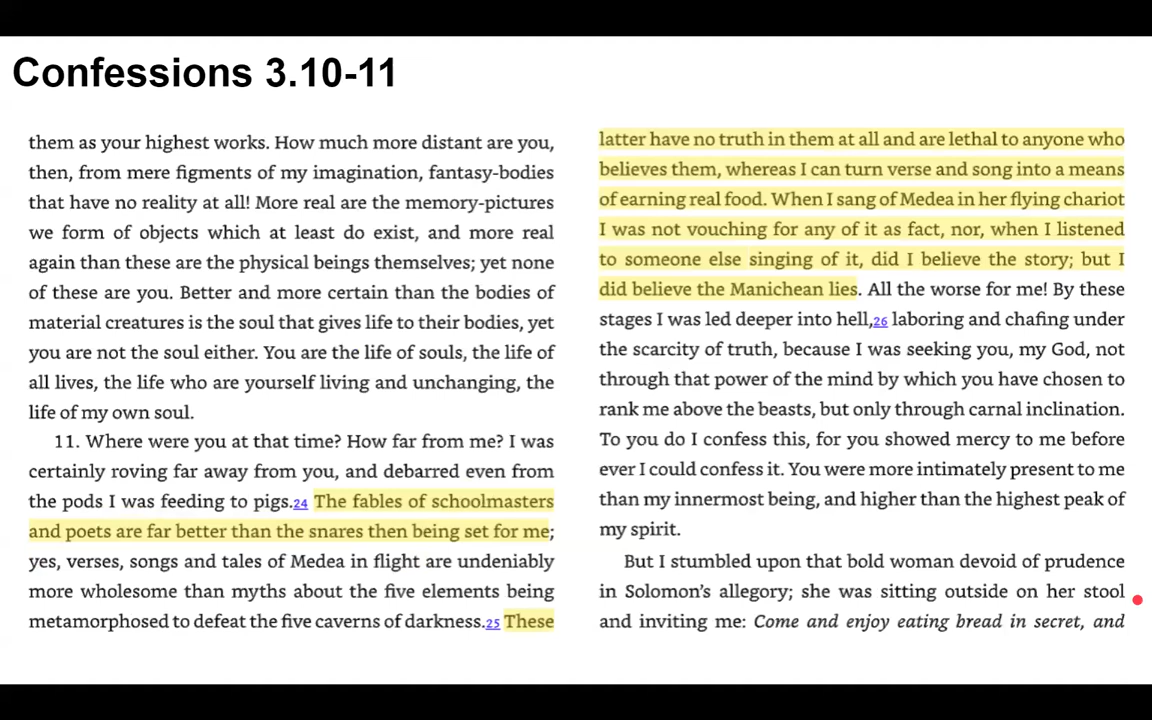 Confessions 3.10-11
them as your highest works. How much more distant are you,
then, from mere figments of my imagination, fantasy-bodies
that have no reality at all! More real are the memory-pictures
we form of objects which at least do exist, and more real
again than these are the physical beings themselves; yet none
of these are you. Better and more certain than the bodies of
material creatures is the soul that gives life to their bodies, yet
you are not the soul either. You are the life of souls, the life of
all lives, the life who are yourself living and unchanging, the
life of my own soul.
11. Where were you at that time? How far from me? I was
certainly roving far away from you, and debarred even from
the pods I was feeding to pigs.24 The fables of schoolmasters
and poets are far better than the snares then being set for me;
yes, verses, songs and tales of Medea in flight are undeniably
more wholesome than myths about the five elements being
metamorphosed to defeat the five caverns of darkness.25 These
latter have no truth in them at all and are lethal to anyone who
believes them, whereas I can turn verse and song into a means
of earning real food. When I sang of Medea in her flying chariot
I was not vouching for any of it as fact, nor, when I listened
to someone else singing of it, did I believe the story; but I
did believe the Manichean lies. All the worse for me! By these
stages I was led deeper into hell,26 laboring and chafing under
the scarcity of truth, because I was seeking you, my God, not
through that power of the mind by which you have chosen to
rank me above the beasts, but only through carnal inclination.
To you do I confess this, for you showed mercy to me before
ever I could confess it. You were more intimately present to me
than my innermost being, and higher than the highest peak of
my spirit.
But I stumbled upon that bold woman devoid of prudence
in Solomon's allegory; she was sitting outside on her stool
and inviting me: Come and enjoy eating bread in secret, and